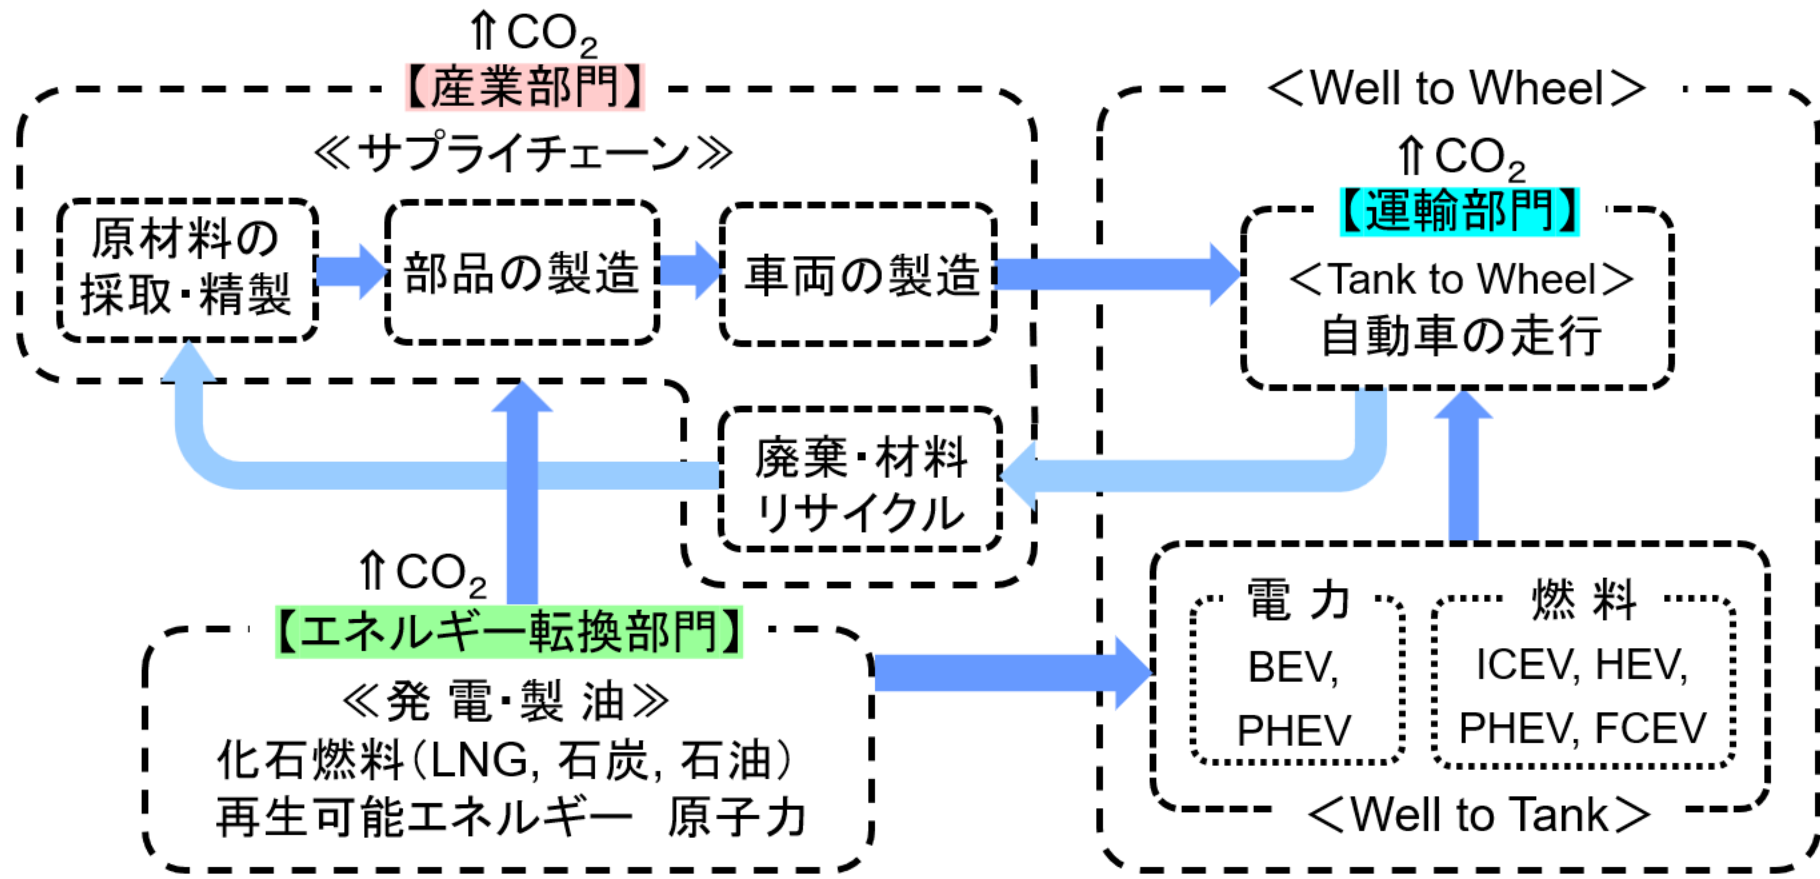 ⇑CO₂
【産業部門】
≪サプライチェーン≫
原材料の
採取・精製
部品の製造
車両の製造
廃棄・材料
リサイクル
⇑CO₂
【エネルギー転換部門】
≪発 電・製 油≫
化石燃料（LNG, 石炭, 石油）
再生可能エネルギー　原子力
＜Well to Wheel＞
⇑CO₂
【運輸部門】
＜Tank to Wheel＞
自動車の走行
電 力
BEV,
PHEV
燃 料
ICEV, HEV,
PHEV, FCEV
＜Well to Tank＞